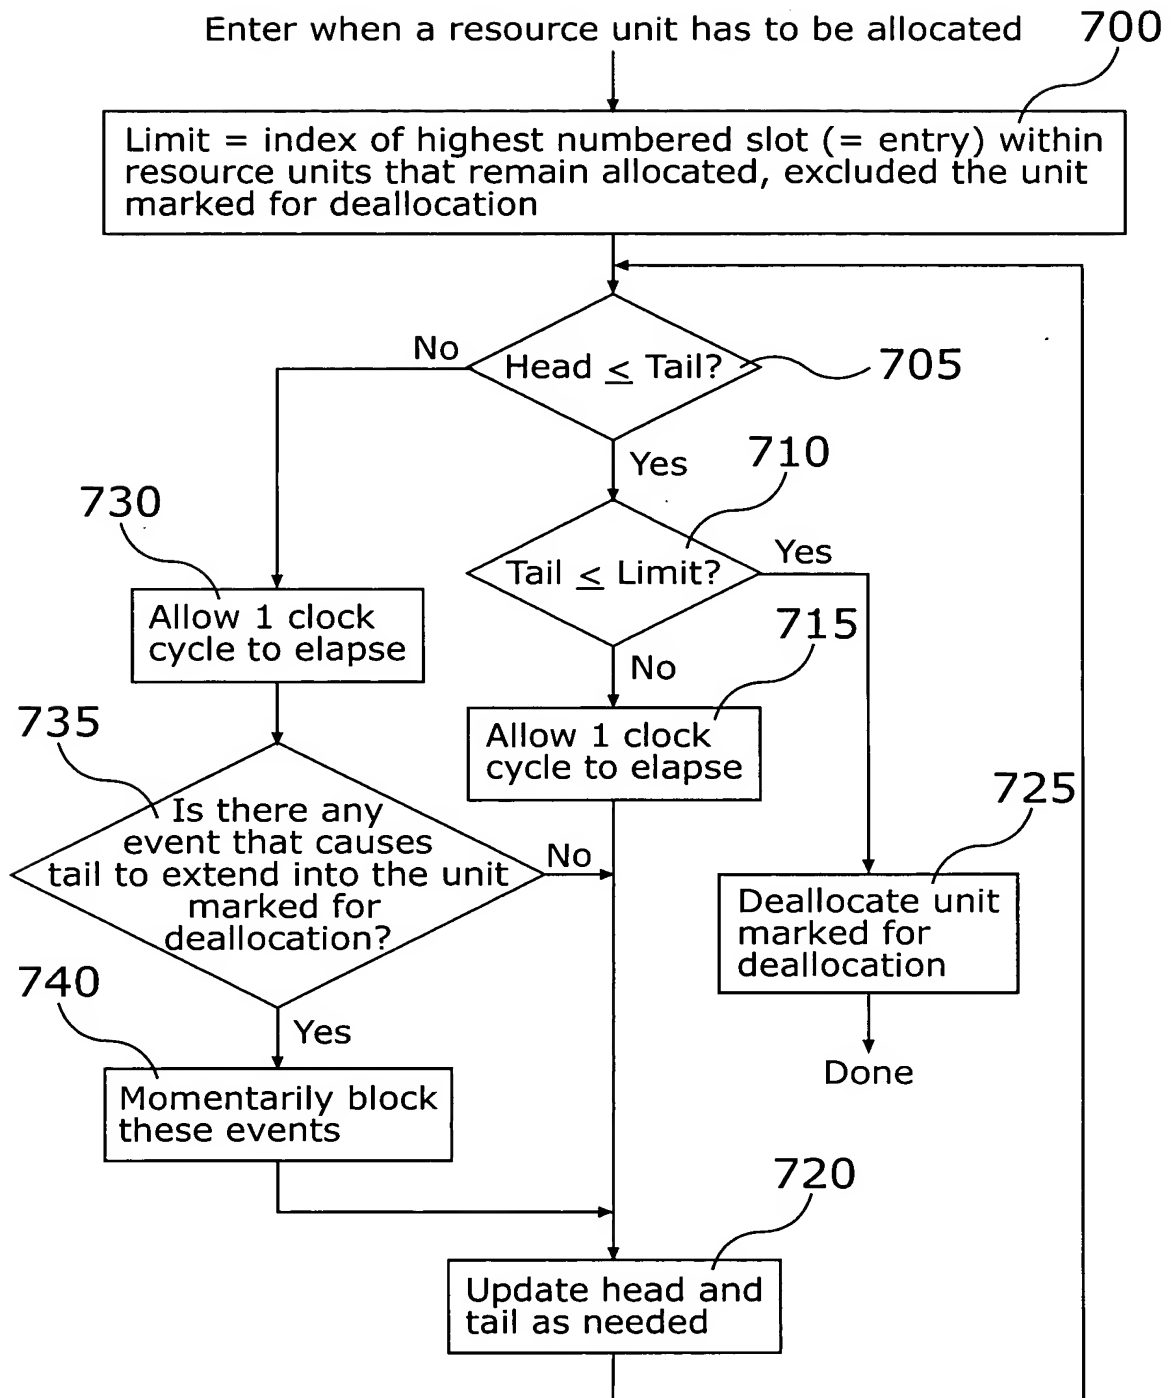 Enter when a resource unit has to be allocated
700
Limit = index of highest numbered slot (= entry) within
resource units that remain allocated, excluded the unit
marked for deallocation
No
Head ≤ Tail?
705
Yes
710
730
Tail ≤ Limit?
Yes
Allow 1 clock
cycle to elapse
715
No
735
Allow 1 clock
cycle to elapse
725
Is there any
event that causes
tail to extend into the unit
marked for
deallocation?
No
Deallocate unit
marked for
deallocation
740
Yes
Done
Momentarily block
these events
720
Update head and
tail as needed